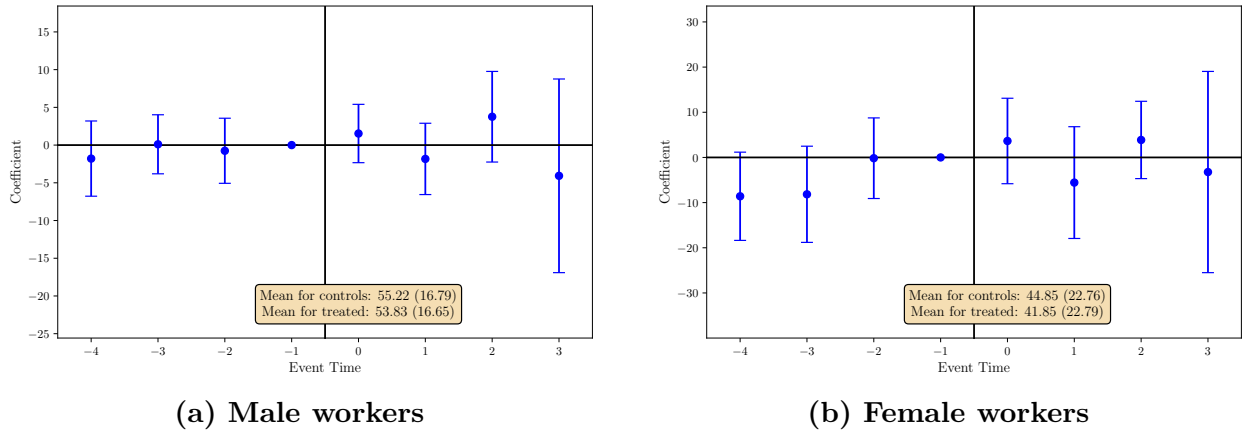 15
10
5
0
−5
−10
−15
−20
−25
Coefficient
Mean for controls: 55.22 (16.79)
Mean for treated: 53.83 (16.65)
−4 −3 −2 −1 0 1 2 3
Event Time
(a) Male workers
30
20
10
0
−10
−20
−30
Coefficient
Mean for controls: 44.85 (22.76)
Mean for treated: 41.85 (22.79)
−4 −3 −2 −1 0 1 2 3
Event Time
(b) Female workers